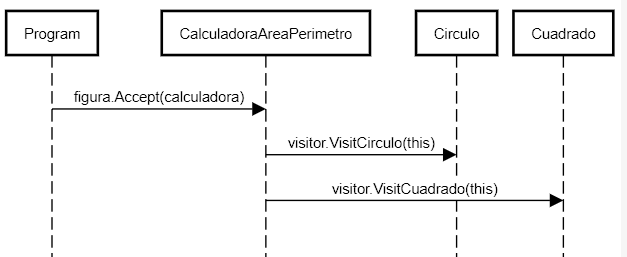 Program
CalculadoraAreaPerimetro
Circulo
Cuadrado
figura.Accept(calculadora)
visitor.VisitCirculo(this)
visitor.VisitCuadrado(this)